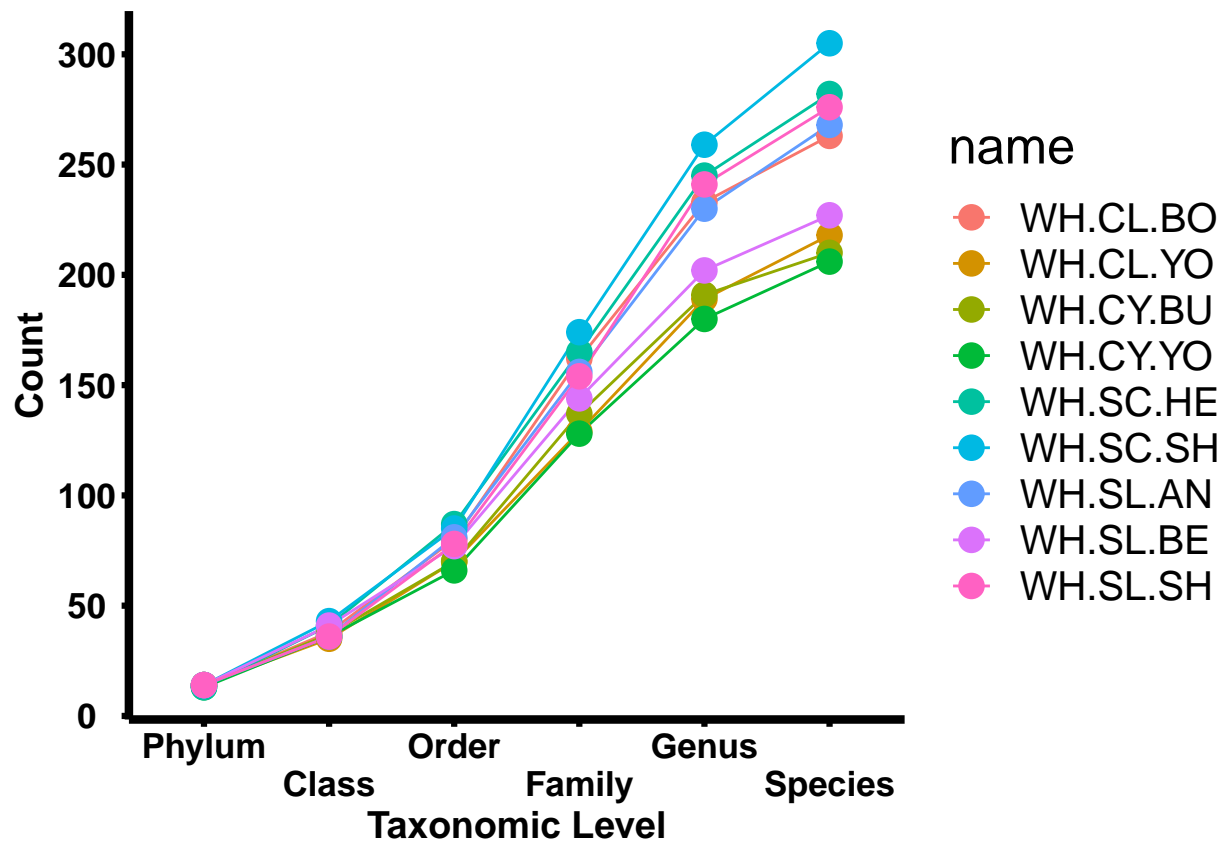 300
250
200
150
100
50
0
Count
Phylum
Class
Order
Family
Genus
Species
Taxonomic Level
name
WH.CL.BO
WH.CL.YO
WH.CY.BU
WH.CY.YO
WH.SC.HE
WH.SC.SH
WH.SL.AN
WH.SL.BE
WH.SL.SH